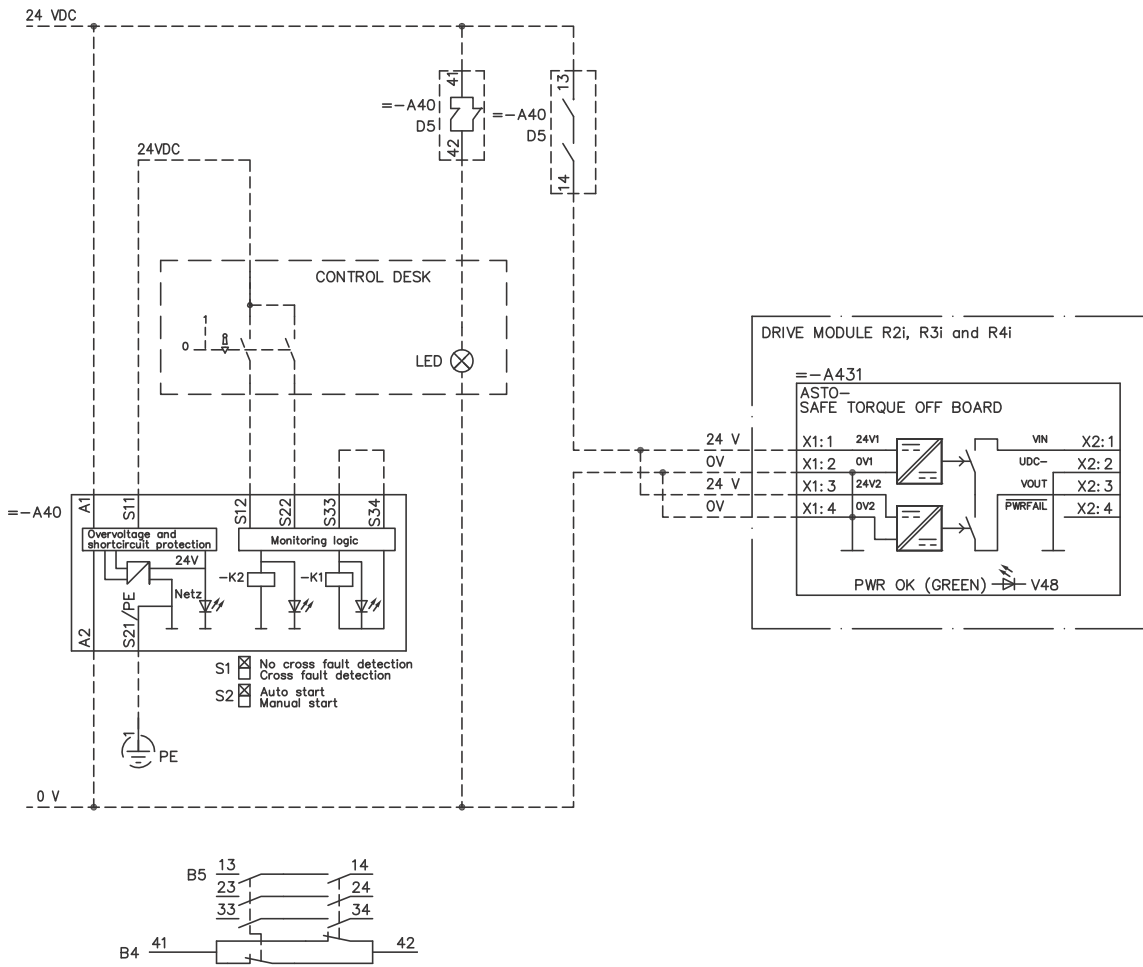 24 VDC
41
=-A40
D5
42
13
=-A40
D5
14
24VDC
CONTROL DESK
1
0
LED
DRIVE MODULE R2i, R3i and R4i
=-A431
ASTO-
SAFE TORQUE OFF BOARD
24 V
X1:1
24V1
VIN
X2:1
0V
X1:2
0V1
UDC-
X2:2
24 V
X1:3
24V2
VOUT
X2:3
0V
X1:4
0V2
PWRFAIL
X2:4
PWR OK (GREEN)
V48
=-A40
A1
S11
S12
S22
S33
S34
Overvoltage and
shortcircuit protection
Monitoring logic
24V
-K2
-K1
Netz
A2
S21/PE
S1
No cross fault detection
Cross fault detection
S2
Auto start
Manual start
1
PE
0 V
B5
13
14
23
24
33
34
B4
41
42